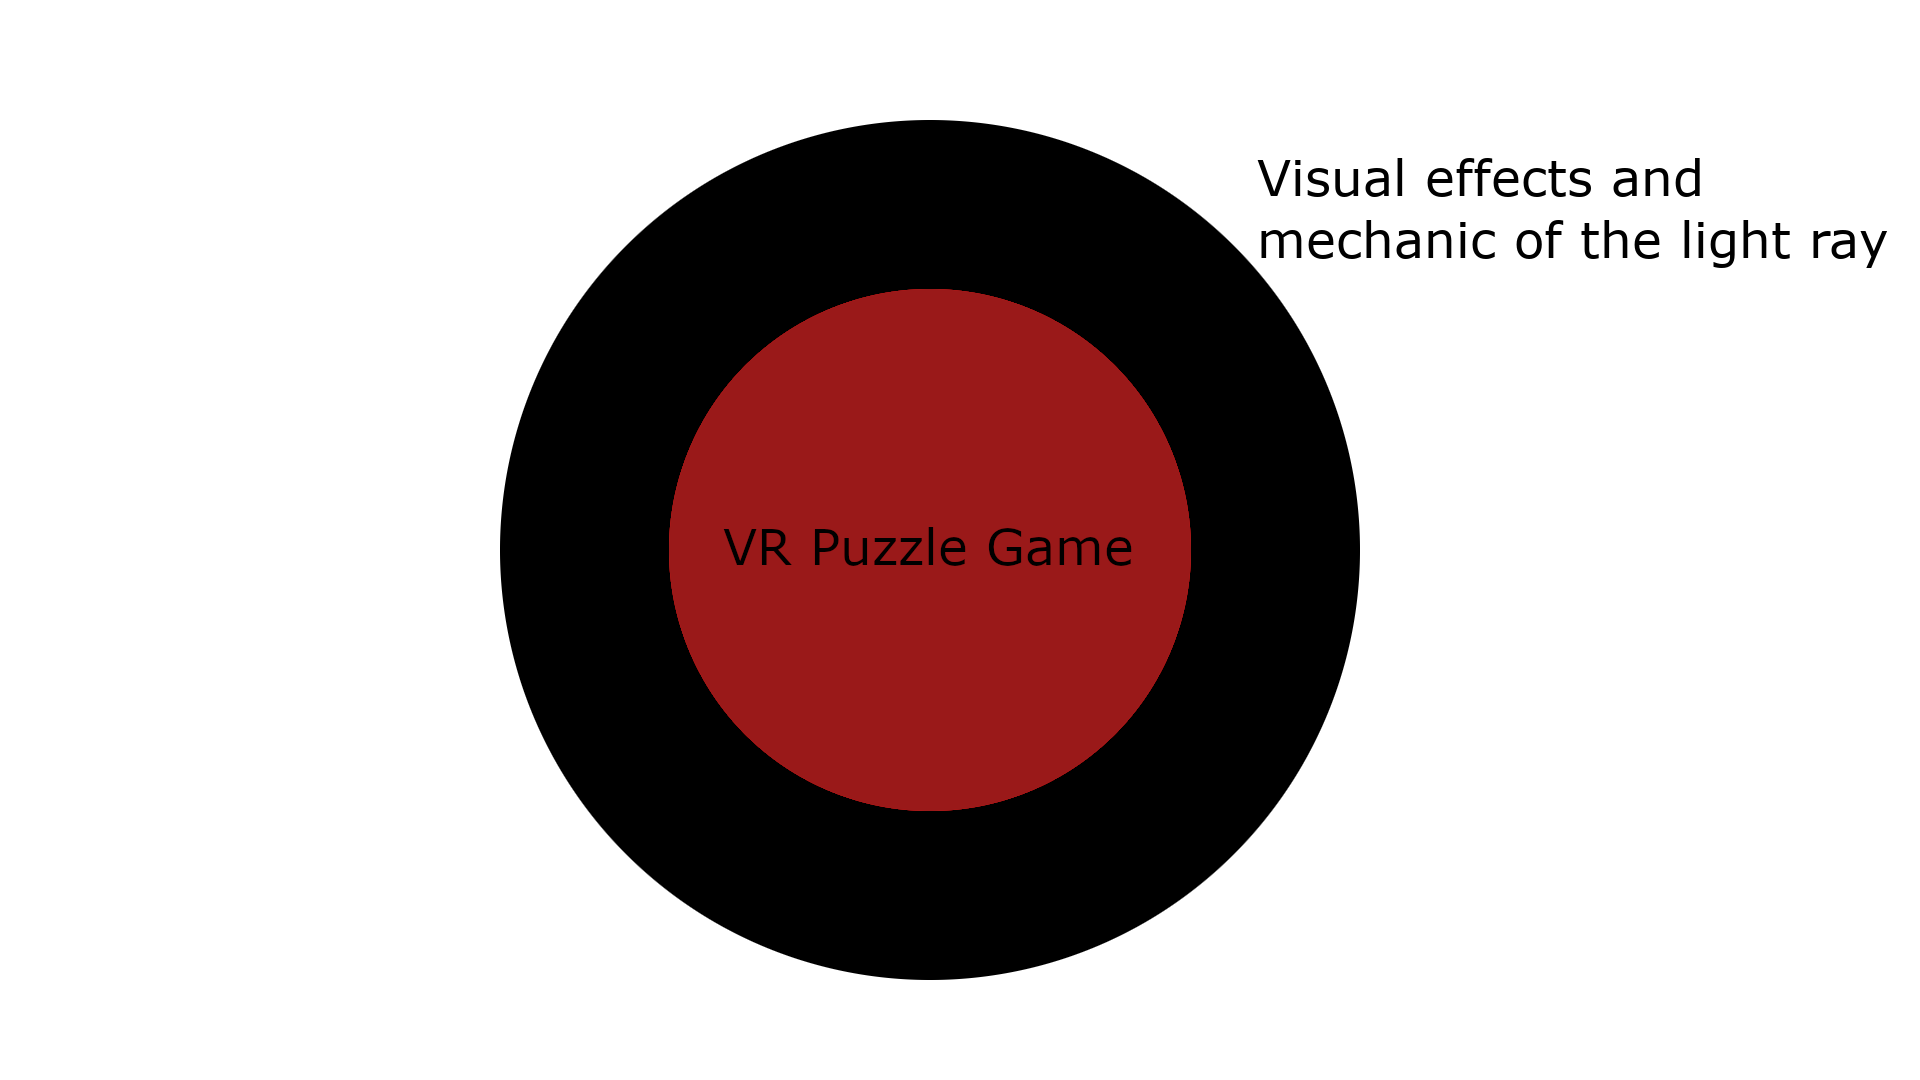 Visual effects and
mechanic of the light ray
VR Puzzle Game